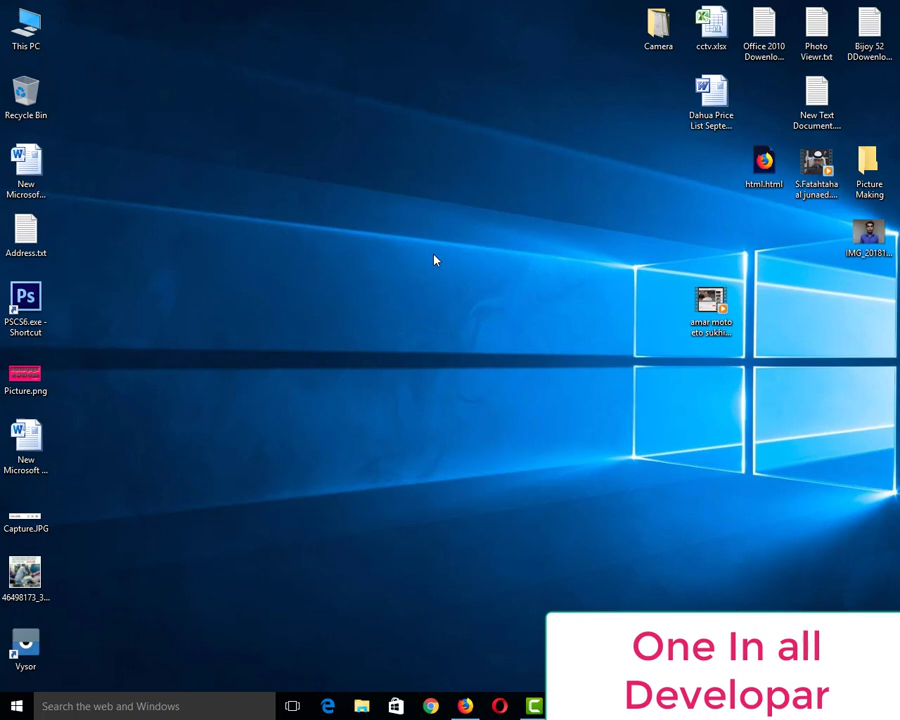 This PC
Recycle Bin
New
Microsof...
Address.txt
Ps
PSCS6.exe -
Shortcut
Picture.png
New
Microsoft ...
Capture.JPG
46498173_3...
Vysor
Camera
cctv.xlsx
Office 2010
Dowenlo...
Photo
Viewr.txt
Bijoy 52
DDowenlo...
Dahua Price
List Septe...
New Text
Document....
html.html
S.Fatahtaha
al junaed....
Picture
Making
IMG_20181...
amar moto
eto sukhi...
Search the web and Windows
One In all
Developar